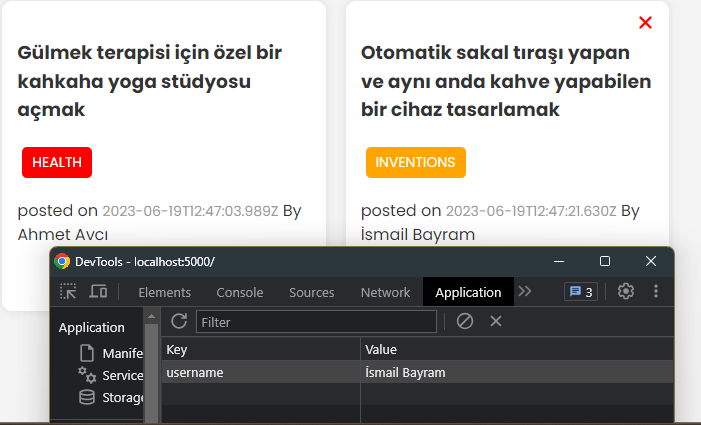 Gülmek terapisi için özel bir
kahkaha yoga stüdyosu
açmak
HEALTH
posted on 2023-06-19T12:47:03.989Z By
Ahmet Avcı
Otomatik sakal tıraşı yapan
ve aynı anda kahve yapabilen
bir cihaz tasarlamak
INVENTIONS
posted on 2023-06-19T12:47:21.630Z By
İsmail Bayram
DevTools - localhost:5000/
Elements Console Sources Network Application 3
Application
Manife
Service
Storage
Filter
Key Value
username İsmail Bayram